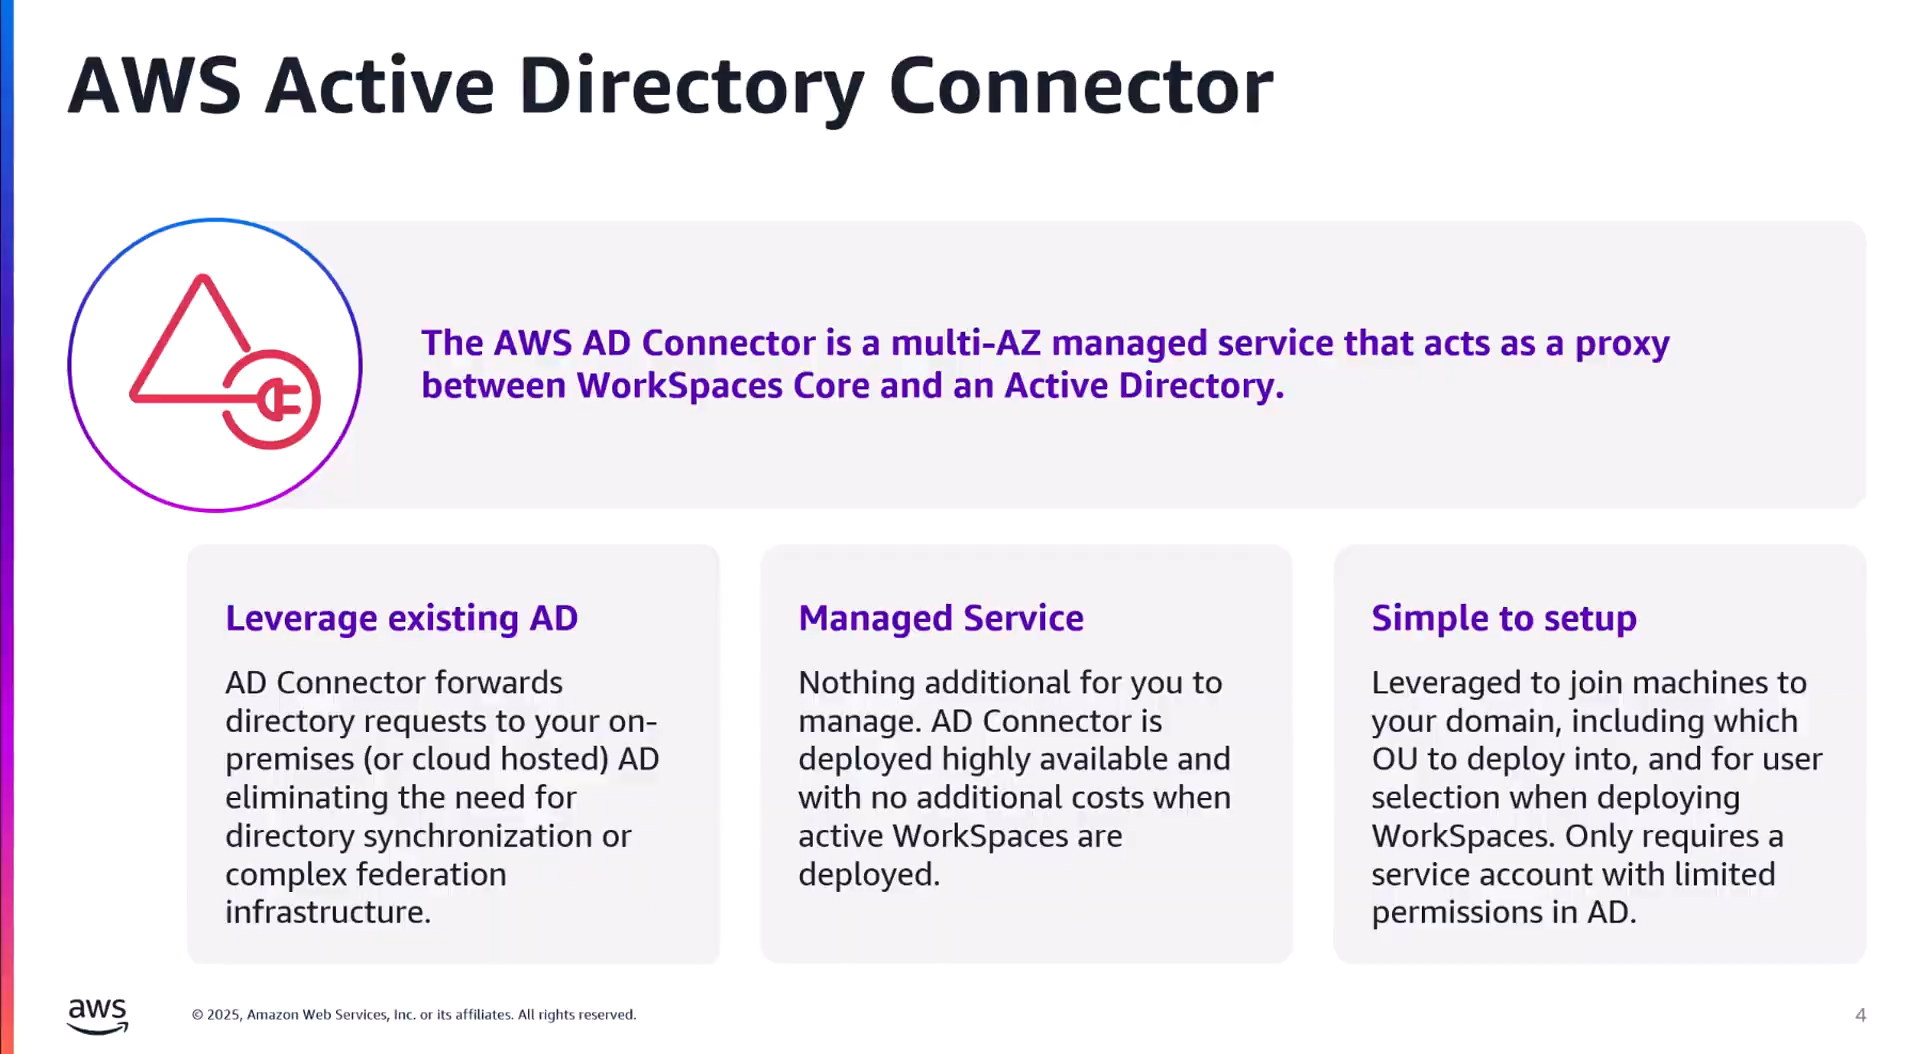 AWS Active Directory Connector
The AWS AD Connector is a multi-AZ managed service that acts as a proxy
between WorkSpaces Core and an Active Directory.
Leverage existing AD
AD Connector forwards
directory requests to your on-
premises (or cloud hosted) AD
eliminating the need for
directory synchronization or
complex federation
infrastructure.
Managed Service
Nothing additional for you to
manage. AD Connector is
deployed highly available and
with no additional costs when
active WorkSpaces are
deployed.
Simple to setup
Leveraged to join machines to
your domain, including which
OU to deploy into, and for user
selection when deploying
WorkSpaces. Only requires a
service account with limited
permissions in AD.
aws
© 2025, Amazon Web Services, Inc. or its affiliates. All rights reserved.
4